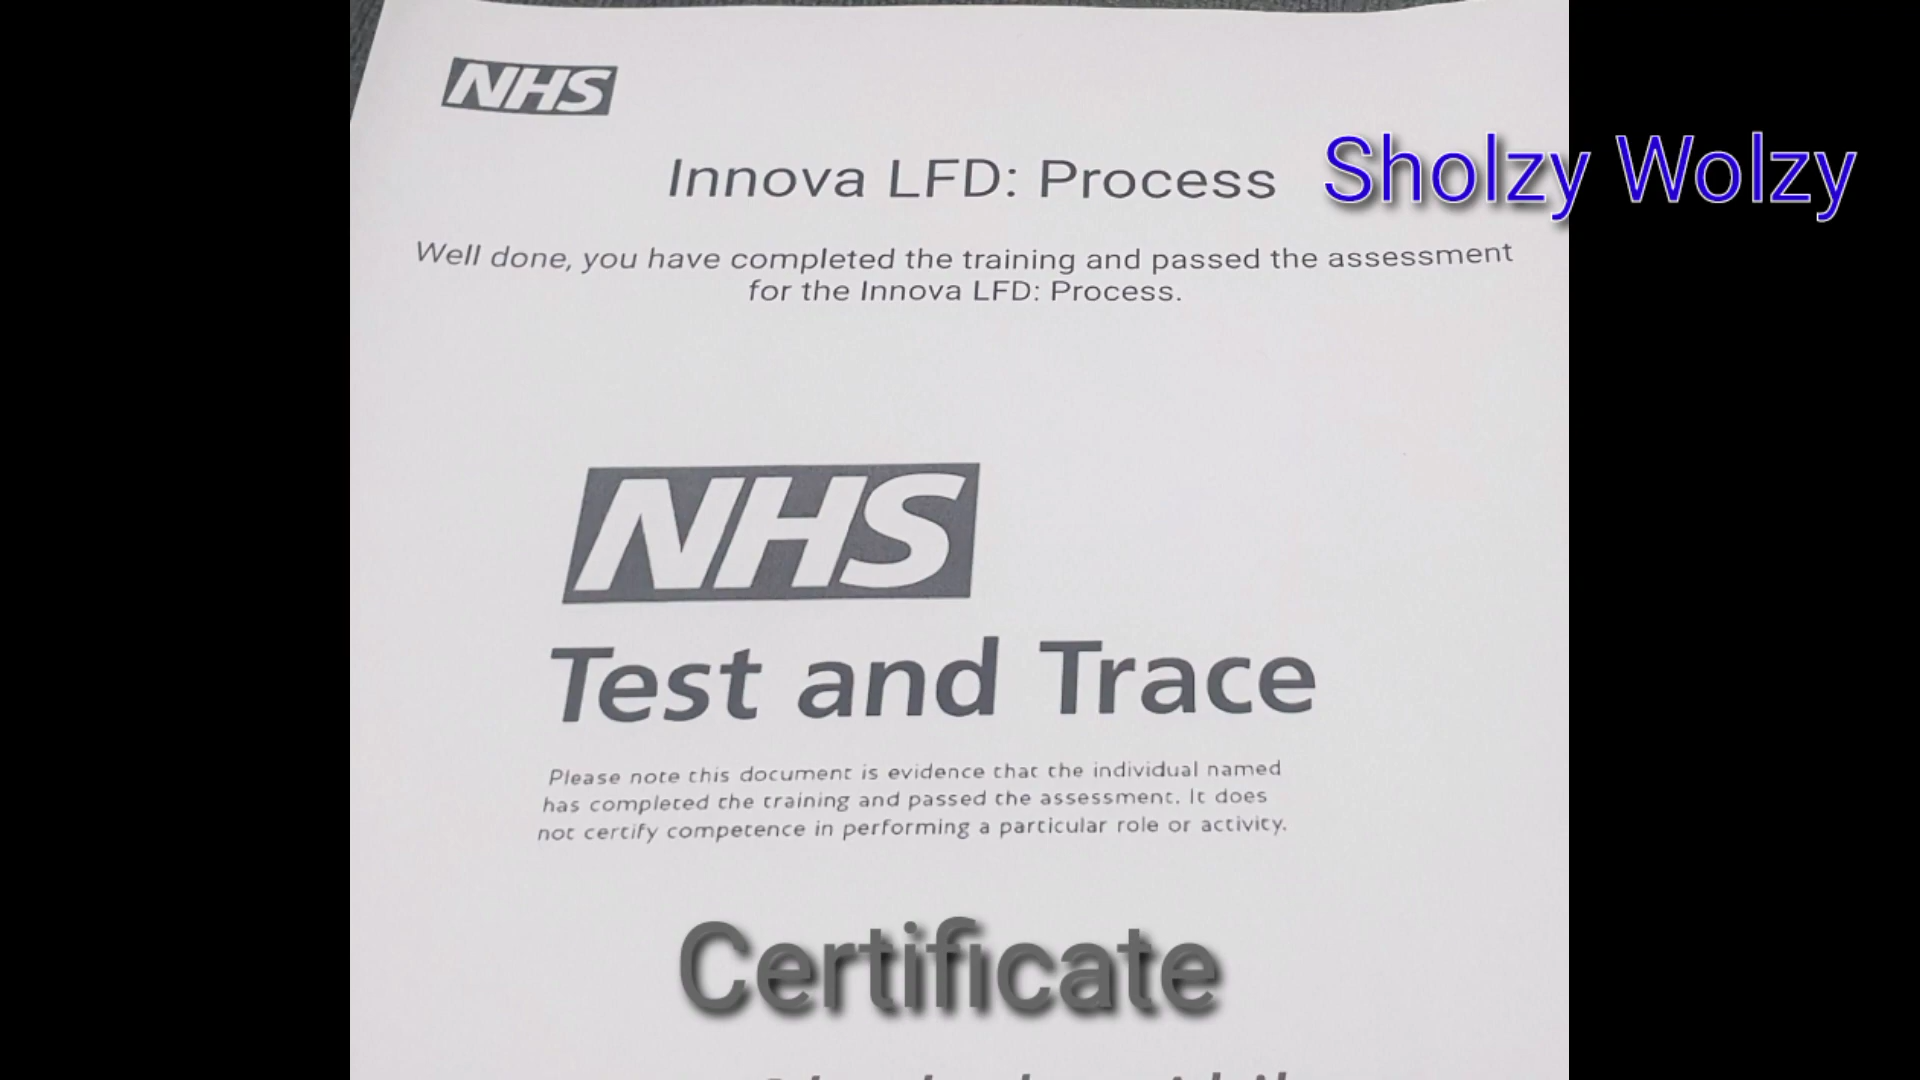 NHS
Innova LFD: Process
Sholzy Wolzy
Well done, you have completed the training and passed the assessment
for the Innova LFD: Process.
NHS
Test and Trace
Please note this document is evidence that the individual named
has completed the training and passed the assessment. It does
not certify competence in performing a particular role or activity.
Certificate